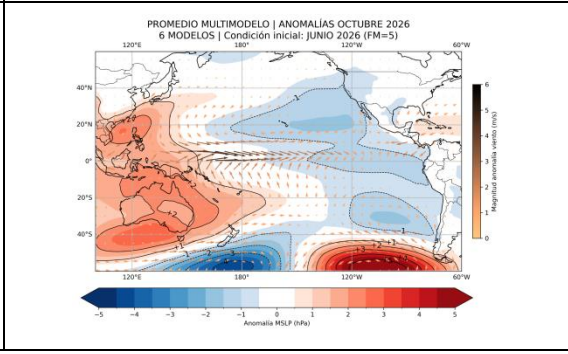 PROMEDIO MULTIMODELO | ANOMALÍAS OCTUBRE 2026
6 MODELOS | Condición inicial: JUNIO 2026 (FM=5)
120°E 180° 120°W 60°W
40°N
20°N
0°
20°S
40°S
120°E 180° 120°W 60°W
6
5
4
3
2
1
0
Magnitud anomalía viento (m/s)
−5 −4 −3 −2 −1 0 1 2 3 4 5
Anomalía MSLP (hPa)